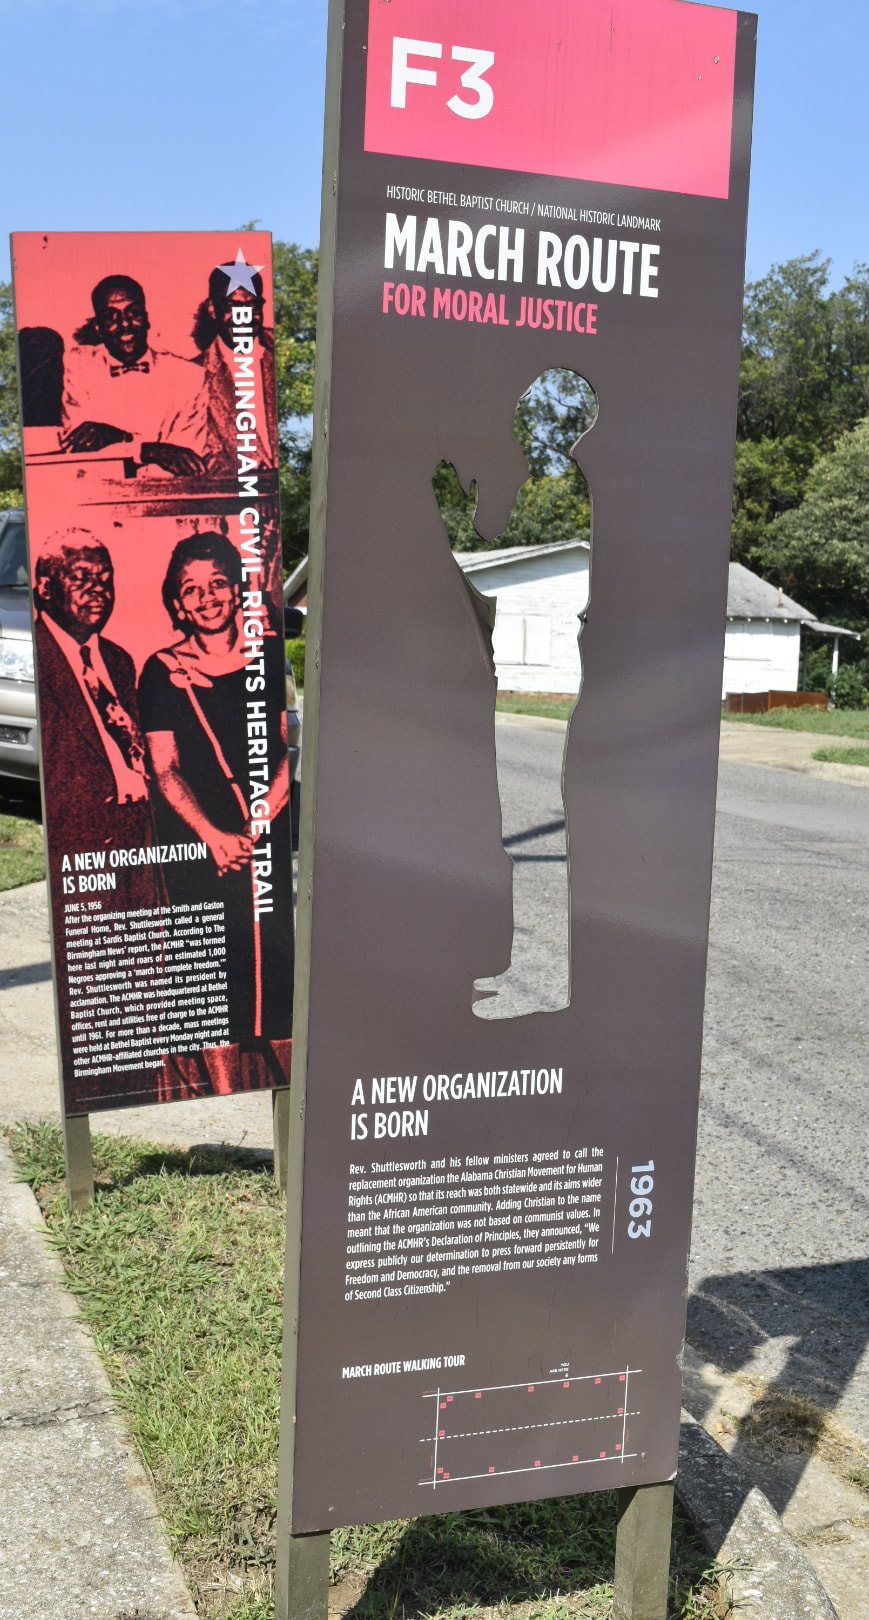 F3
HISTORIC BETHEL BAPTIST CHURCH / NATIONAL HISTORIC LANDMARK
MARCH ROUTE
FOR MORAL JUSTICE
A NEW ORGANIZATION
IS BORN
Rev. Shuttlesworth and his fellow ministers agreed to call the
replacement organization the Alabama Christian Movement for Human
Rights (ACMHR) so that its reach was both statewide and its aims wider
than the African American community. Adding Christian to the name
meant that the organization was not based on communist values. In
outlining the ACMHR's Declaration of Principles, they announced, "We
express publicly our determination to press forward persistently for
Freedom and Democracy, and the removal from our society any forms
of Second Class Citizenship."
1963
MARCH ROUTE WALKING TOUR
YOU
ARE HERE
BIRMINGHAM CIVIL RIGHTS HERITAGE TRAIL
A NEW ORGANIZATION
IS BORN
JUNE 5, 1956
After the organizing meeting at the Smith and Gaston
Funeral Home, Rev. Shuttlesworth called a general
meeting at Sardis Baptist Church. According to The
Birmingham News' report, the ACMHR "was formed
here last night amid roars of an estimated 1,000
Negroes approving a 'march to complete freedom.'"
Rev. Shuttlesworth was named its president by
acclamation. The ACMHR was headquartered at Bethel
Baptist Church, which provided meeting space,
offices, rent and utilities free of charge to the ACMHR
until 1961. For more than a decade, mass meetings
were held at Bethel Baptist every Monday night and at
other ACMHR-affiliated churches in the city. Thus, the
Birmingham Movement began.